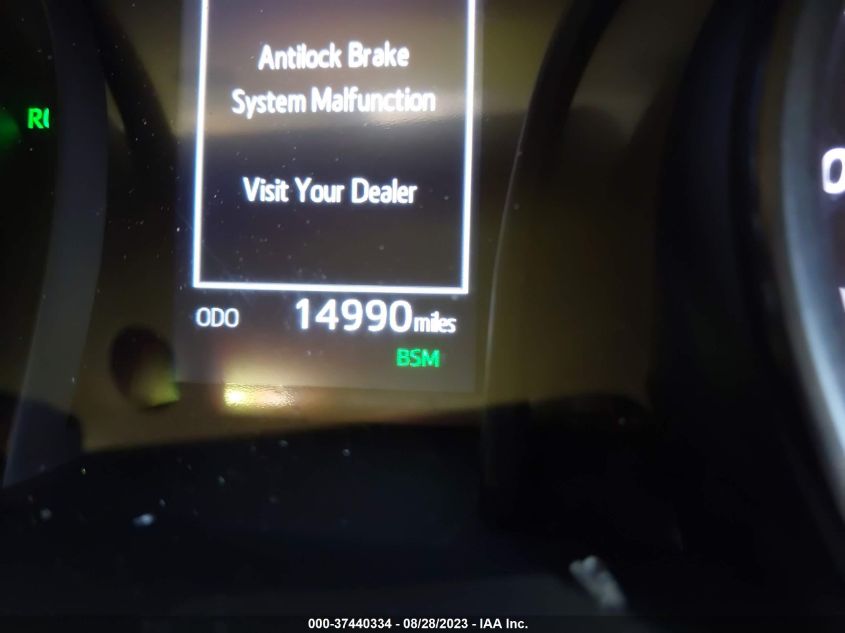 Antilock Brake
System Malfunction
Visit Your Dealer
ODO 14990 miles
BSM
000-37440334 - 08/28/2023 - IAA Inc.